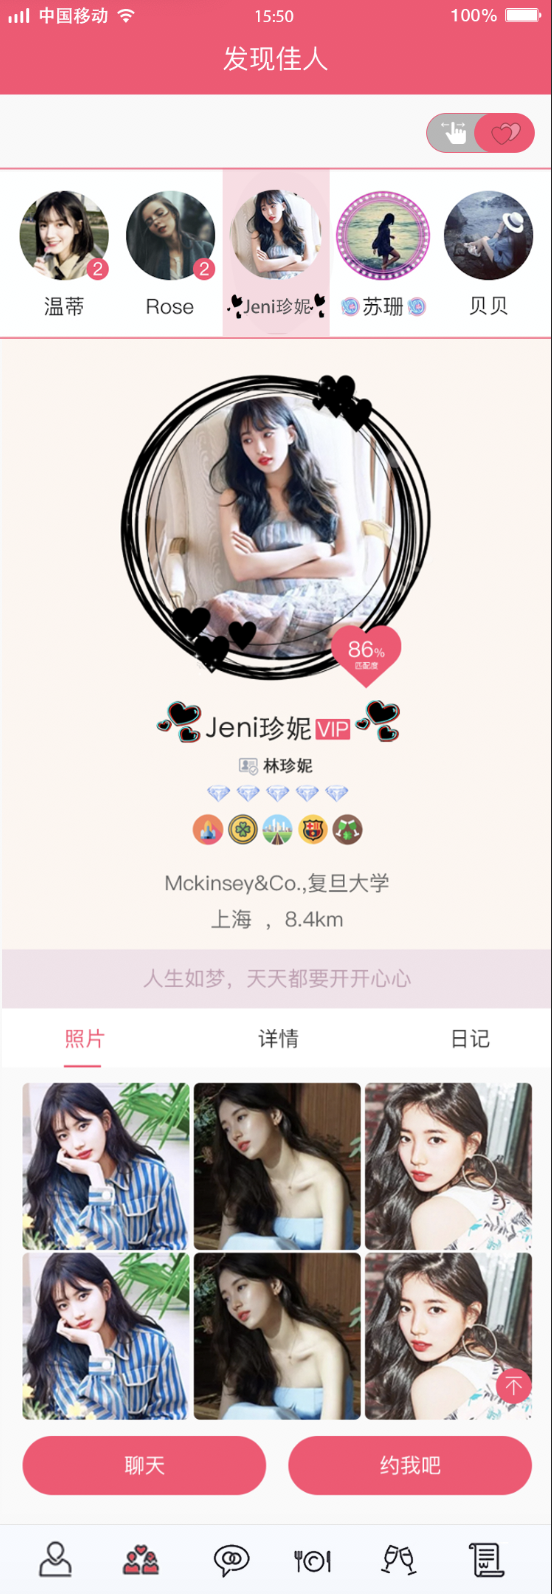 中国移动 15:50 100%
发现佳人
2 2
温蒂 Rose Jeni珍妮 苏珊 贝贝
86%
匹配度
Jeni珍妮 VIP
林珍妮
Mckinsey&Co.,复旦大学
上海 ，8.4km
人生如梦，天天都要开开心心
照片 详情 日记
聊天 约我吧